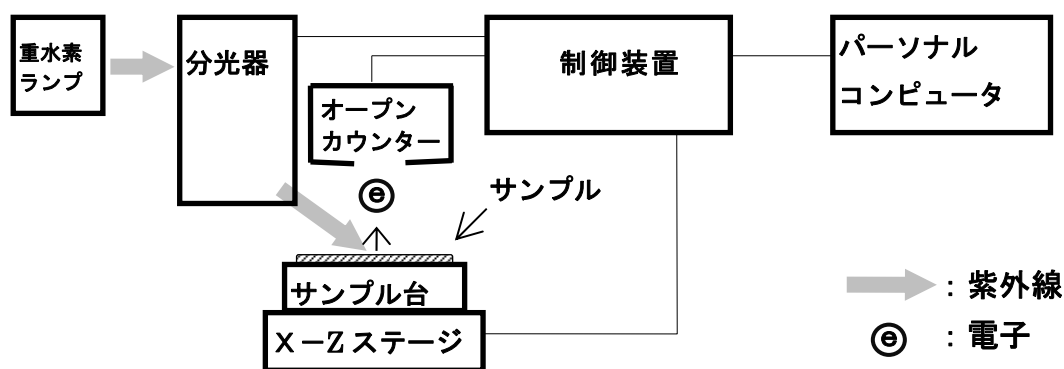 重水素
ランプ
分光器
制御装置
パーソナル
コンピュータ
オープン
カウンター
e
サンプル
サンプル台
X－Zステージ
：紫外線
e ：電子